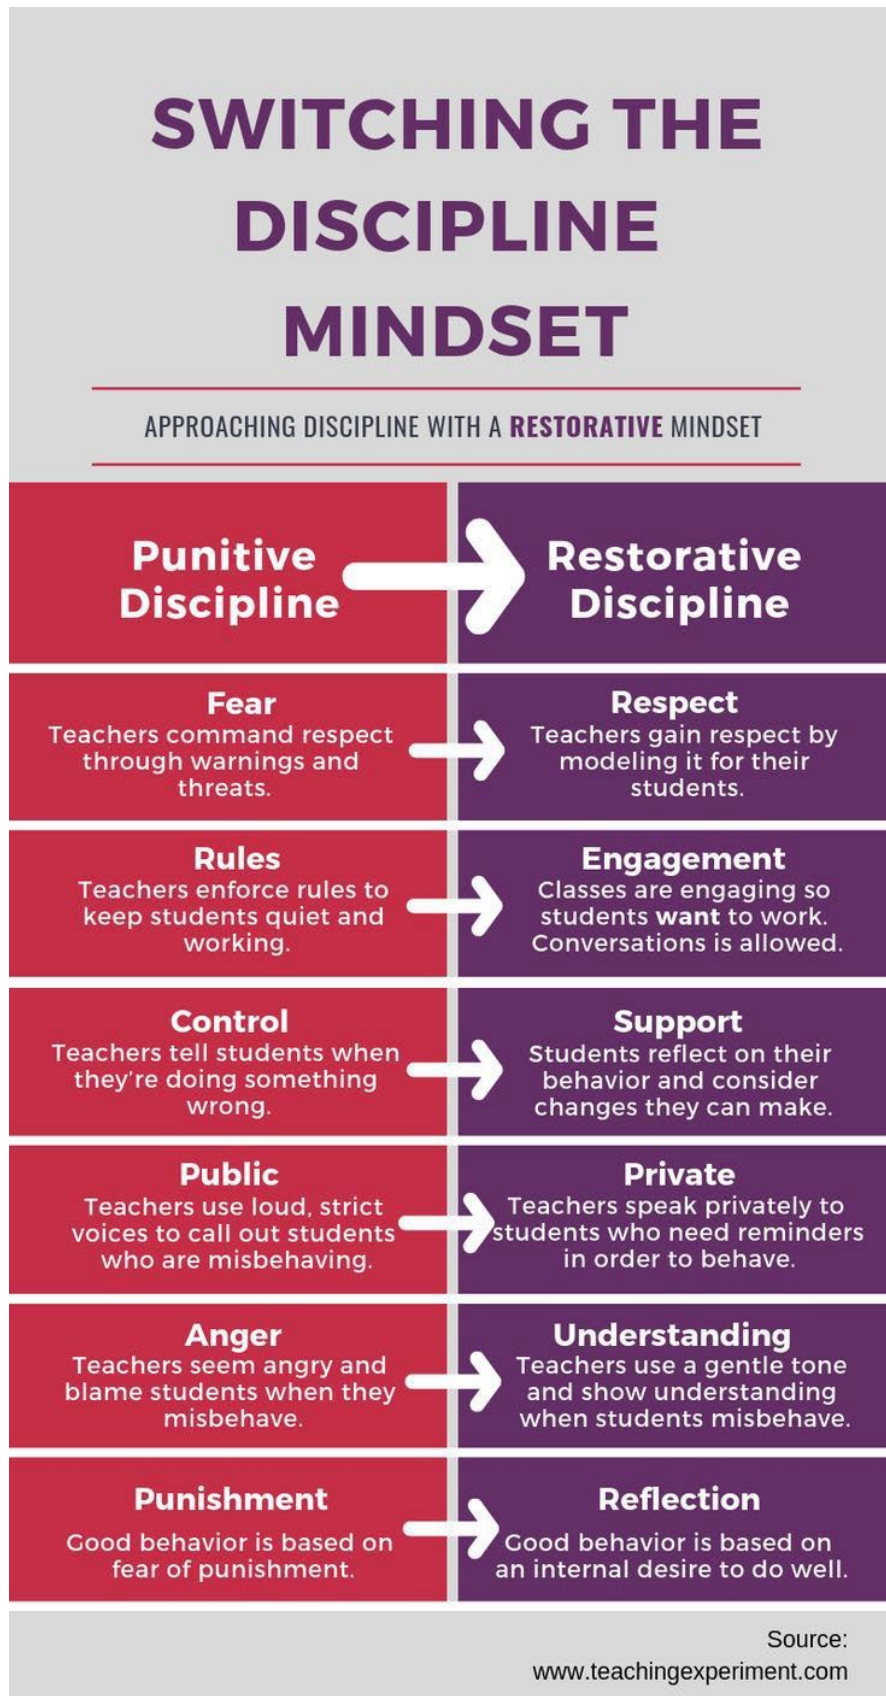 SWITCHING THE
DISCIPLINE
MINDSET
APPROACHING DISCIPLINE WITH A RESTORATIVE MINDSET
Punitive
Discipline
Restorative
Discipline
Fear
Teachers command respect
through warnings and
threats.
Respect
Teachers gain respect by
modeling it for their
students.
Rules
Teachers enforce rules to
keep students quiet and
working.
Engagement
Classes are engaging so
students want to work.
Conversations is allowed.
Control
Teachers tell students when
they're doing something
wrong.
Support
Students reflect on their
behavior and consider
changes they can make.
Public
Teachers use loud, strict
voices to call out students
who are misbehaving.
Private
Teachers speak privately to
students who need reminders
in order to behave.
Anger
Teachers seem angry and
blame students when they
misbehave.
Understanding
Teachers use a gentle tone
and show understanding
when students misbehave.
Punishment
Good behavior is based on
fear of punishment.
Reflection
Good behavior is based on
an internal desire to do well.
Source:
www.teachingexperiment.com